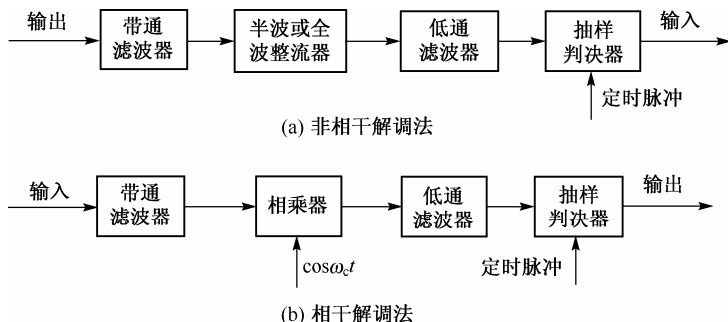 输出
带通
滤波器
半波或全
波整流器
低通
滤波器
抽样
判决器
输入
定时脉冲
(a) 非相干解调法
输入
带通
滤波器
相乘器
低通
滤波器
抽样
判决器
输出
cosω_ct
定时脉冲
(b) 相干解调法